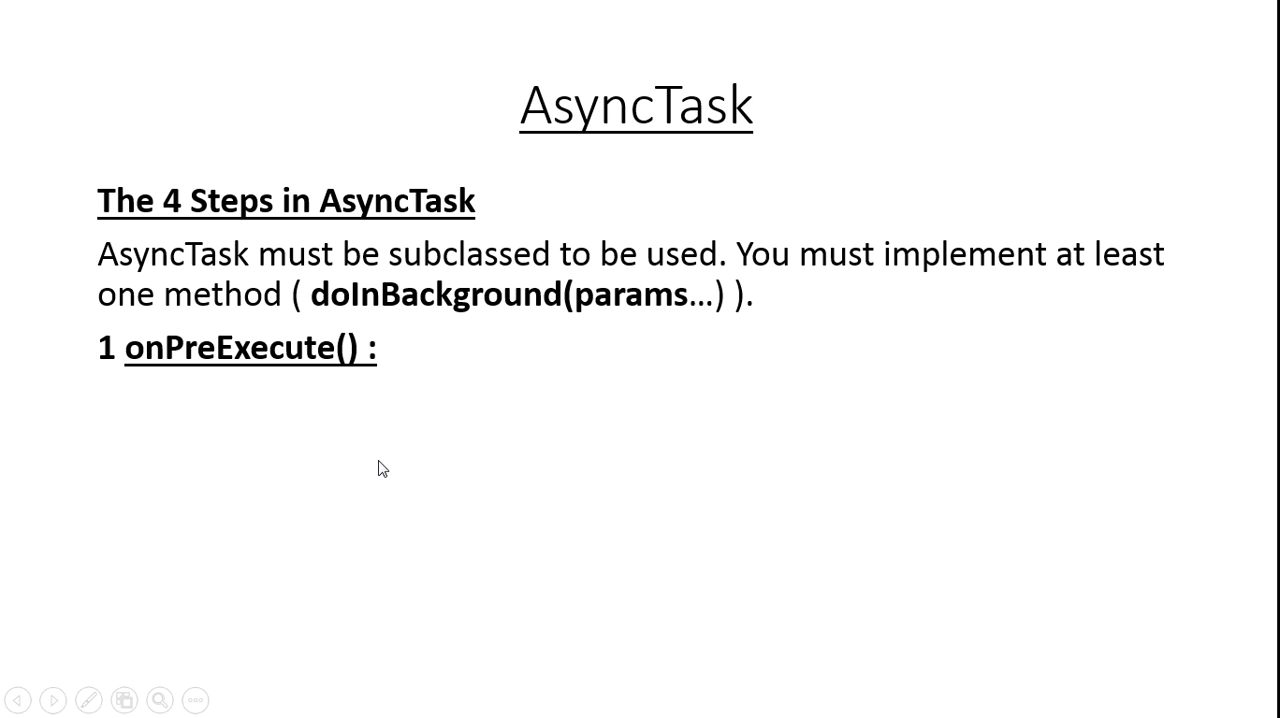 AsyncTask
The 4 Steps in AsyncTask
AsyncTask must be subclassed to be used. You must implement at least
one method ( doInBackground(params...) ).
1 onPreExecute() :